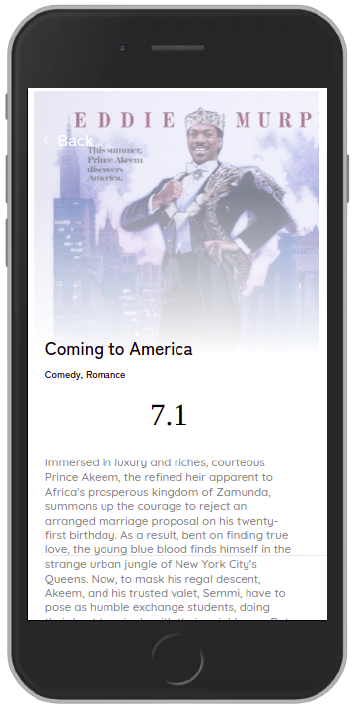 EDDIE MURP
Back
This summer,
Prince Akeem
discovers
America.
Coming to America
Comedy, Romance
7.1
Immersed in luxury and riches, courteous
Prince Akeem, the refined heir apparent to
Africa's prosperous kingdom of Zamunda,
summons up the courage to reject an
arranged marriage proposal on his twenty-
first birthday. As a result, bent on finding true
love, the young blue blood finds himself in the
strange urban jungle of New York City's
Queens. Now, to mask his regal descent,
Akeem, and his trusted valet, Semmi, have to
pose as humble exchange students, doing